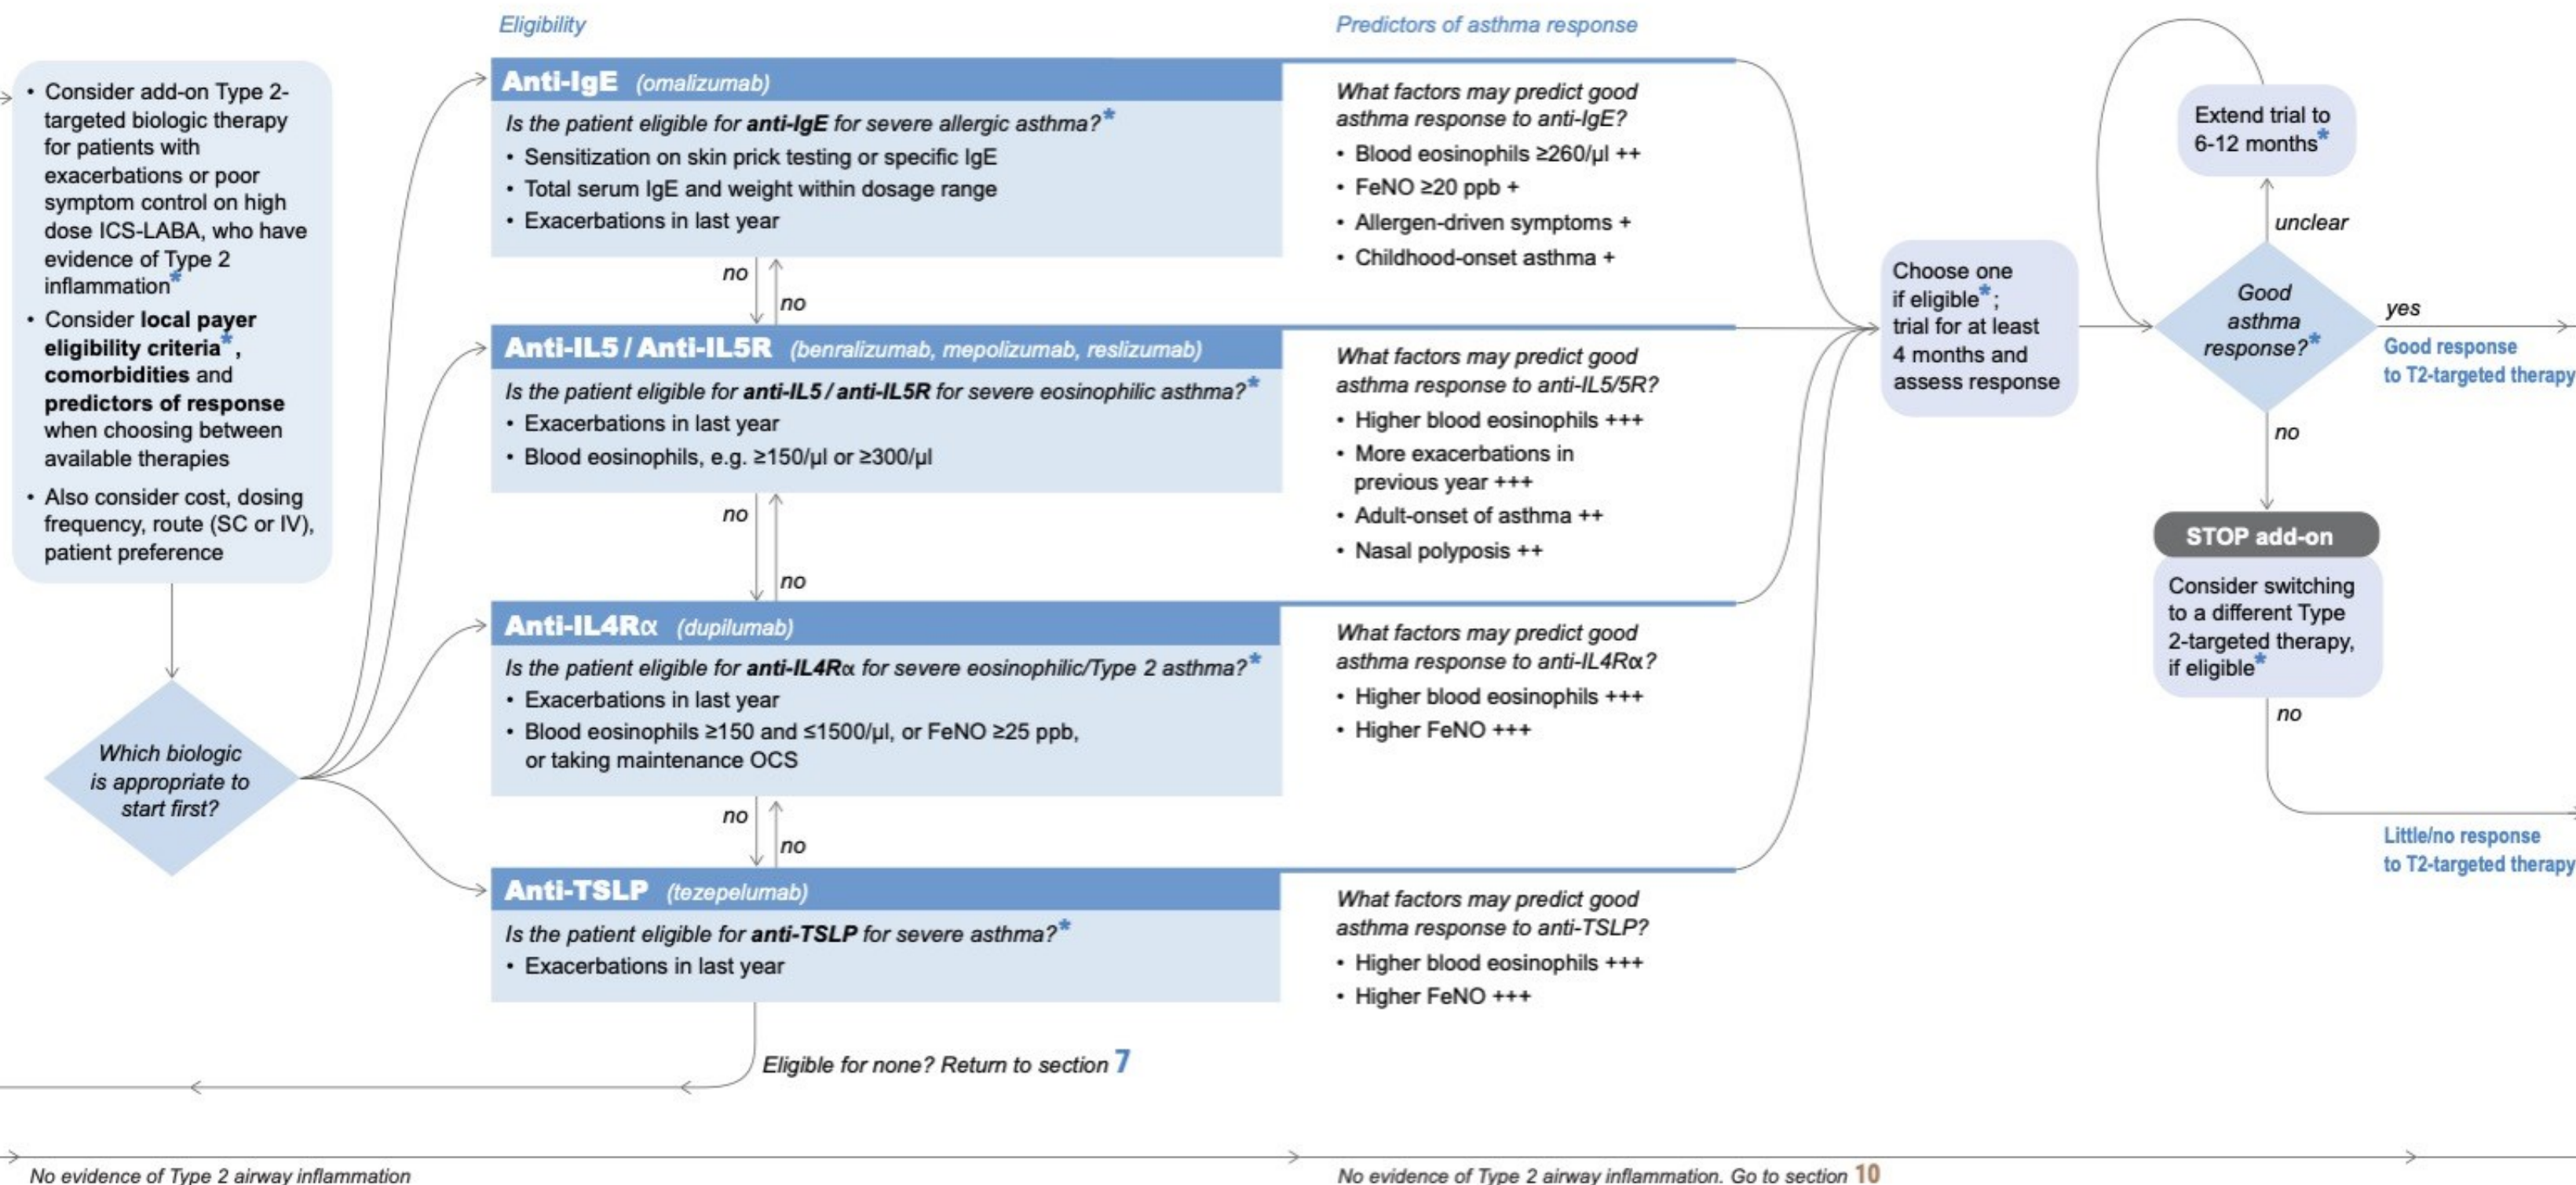 Eligibility
Predictors of asthma response
• Consider add-on Type 2-
targeted biologic therapy
for patients with
exacerbations or poor
symptom control on high
dose ICS-LABA, who have
evidence of Type 2
inflammation*
• Consider local payer
eligibility criteria*,
comorbidities and
predictors of response
when choosing between
available therapies
• Also consider cost, dosing
frequency, route (SC or IV),
patient preference
Which biologic
is appropriate to
start first?
Anti-IgE (omalizumab)
Is the patient eligible for anti-IgE for severe allergic asthma?*
• Sensitization on skin prick testing or specific IgE
• Total serum IgE and weight within dosage range
• Exacerbations in last year
What factors may predict good
asthma response to anti-IgE?
• Blood eosinophils ≥260/µl ++
• FeNO ≥20 ppb +
• Allergen-driven symptoms +
• Childhood-onset asthma +
no
no
Anti-IL5 / Anti-IL5R (benralizumab, mepolizumab, reslizumab)
Is the patient eligible for anti-IL5 / anti-IL5R for severe eosinophilic asthma?*
• Exacerbations in last year
• Blood eosinophils, e.g. ≥150/µl or ≥300/µl
What factors may predict good
asthma response to anti-IL5/5R?
• Higher blood eosinophils +++
• More exacerbations in
previous year +++
• Adult-onset of asthma ++
• Nasal polyposis ++
no
no
Anti-IL4Rα (dupilumab)
Is the patient eligible for anti-IL4Rα for severe eosinophilic/Type 2 asthma?*
• Exacerbations in last year
• Blood eosinophils ≥150 and ≤1500/µl, or FeNO ≥25 ppb,
or taking maintenance OCS
What factors may predict good
asthma response to anti-IL4Rα?
• Higher blood eosinophils +++
• Higher FeNO +++
no
no
Anti-TSLP (tezepelumab)
Is the patient eligible for anti-TSLP for severe asthma?*
• Exacerbations in last year
What factors may predict good
asthma response to anti-TSLP?
• Higher blood eosinophils +++
• Higher FeNO +++
Eligible for none? Return to section 7
Choose one
if eligible*;
trial for at least
4 months and
assess response
Extend trial to
6-12 months*
unclear
Good
asthma
response?*
yes
Good response
to T2-targeted therapy
no
STOP add-on
Consider switching
to a different Type
2-targeted therapy,
if eligible*
no
Little/no response
to T2-targeted therapy
No evidence of Type 2 airway inflammation
No evidence of Type 2 airway inflammation. Go to section 10